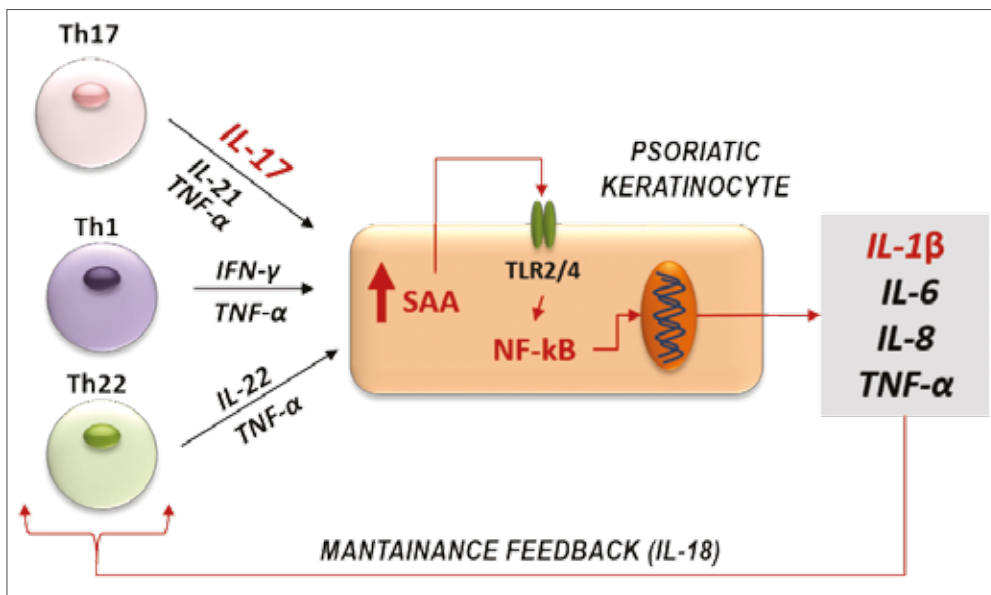 Th17
IL-17
IL-21
TNF-α
Th1
IFN-γ
TNF-α
Th22
IL-22
TNF-α
PSORIATIC
KERATINOCYTE
TLR2/4
SAA
NF-kB
IL-1β
IL-6
IL-8
TNF-α
MANTAINANCE FEEDBACK (IL-18)